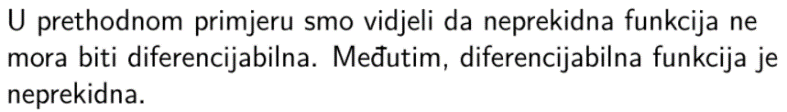 U prethodnom primjeru smo vidjeli da neprekidna funkcija ne
mora biti diferencijabilna. Međutim, diferencijabilna funkcija je
neprekidna.